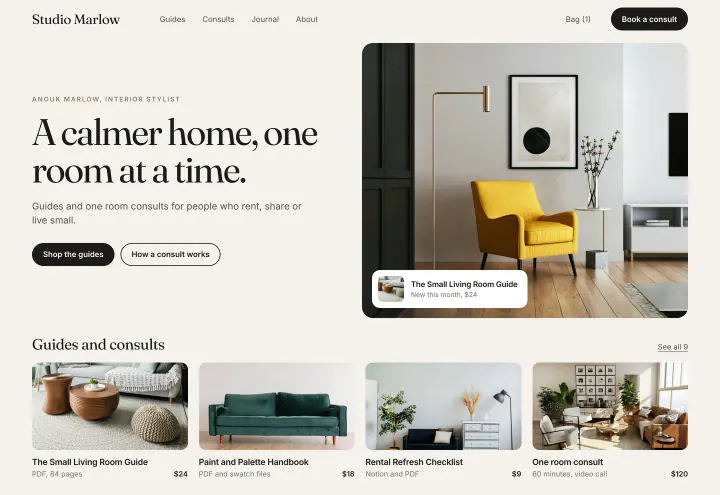 Studio Marlow
Guides
Consults
Journal
About
Bag (1)
Book a consult
ANOUK MARLOW, INTERIOR STYLIST
A calmer home, one
room at a time.
Guides and one room consults for people who rent, share or
live small.
Shop the guides
How a consult works
The Small Living Room Guide
New this month, $24
Guides and consults
See all 9
The Small Living Room Guide
PDF, 84 pages
$24
Paint and Palette Handbook
PDF and swatch files
$18
Rental Refresh Checklist
Notion and PDF
$9
One room consult
60 minutes, video call
$120